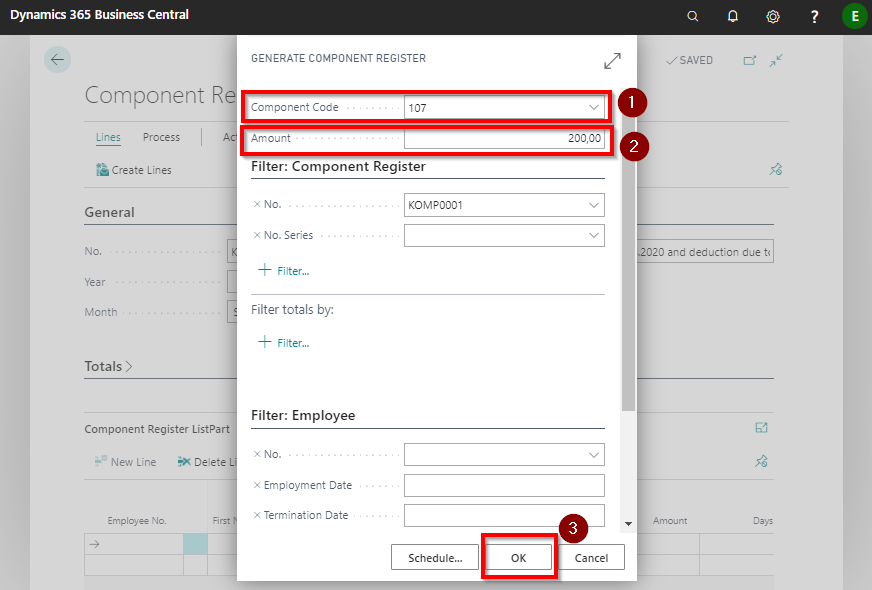 Dynamics 365 Business Central
?
E
GENERATE COMPONENT REGISTER
SAVED
Component Re
Component Code
107
1
Amount
200,00
2
Lines
Process
Create Lines
Filter: Component Register
No.
KOMP0001
No. Series
Filter...
General
No.
2020 and deduction due to
Year
Month
Filter totals by:
Filter...
Totals
Filter: Employee
Component Register ListPart
No.
New Line
Delete Li
Employment Date
Termination Date
Employee No.
First
Amount
Days
3
Schedule...
OK
Cancel